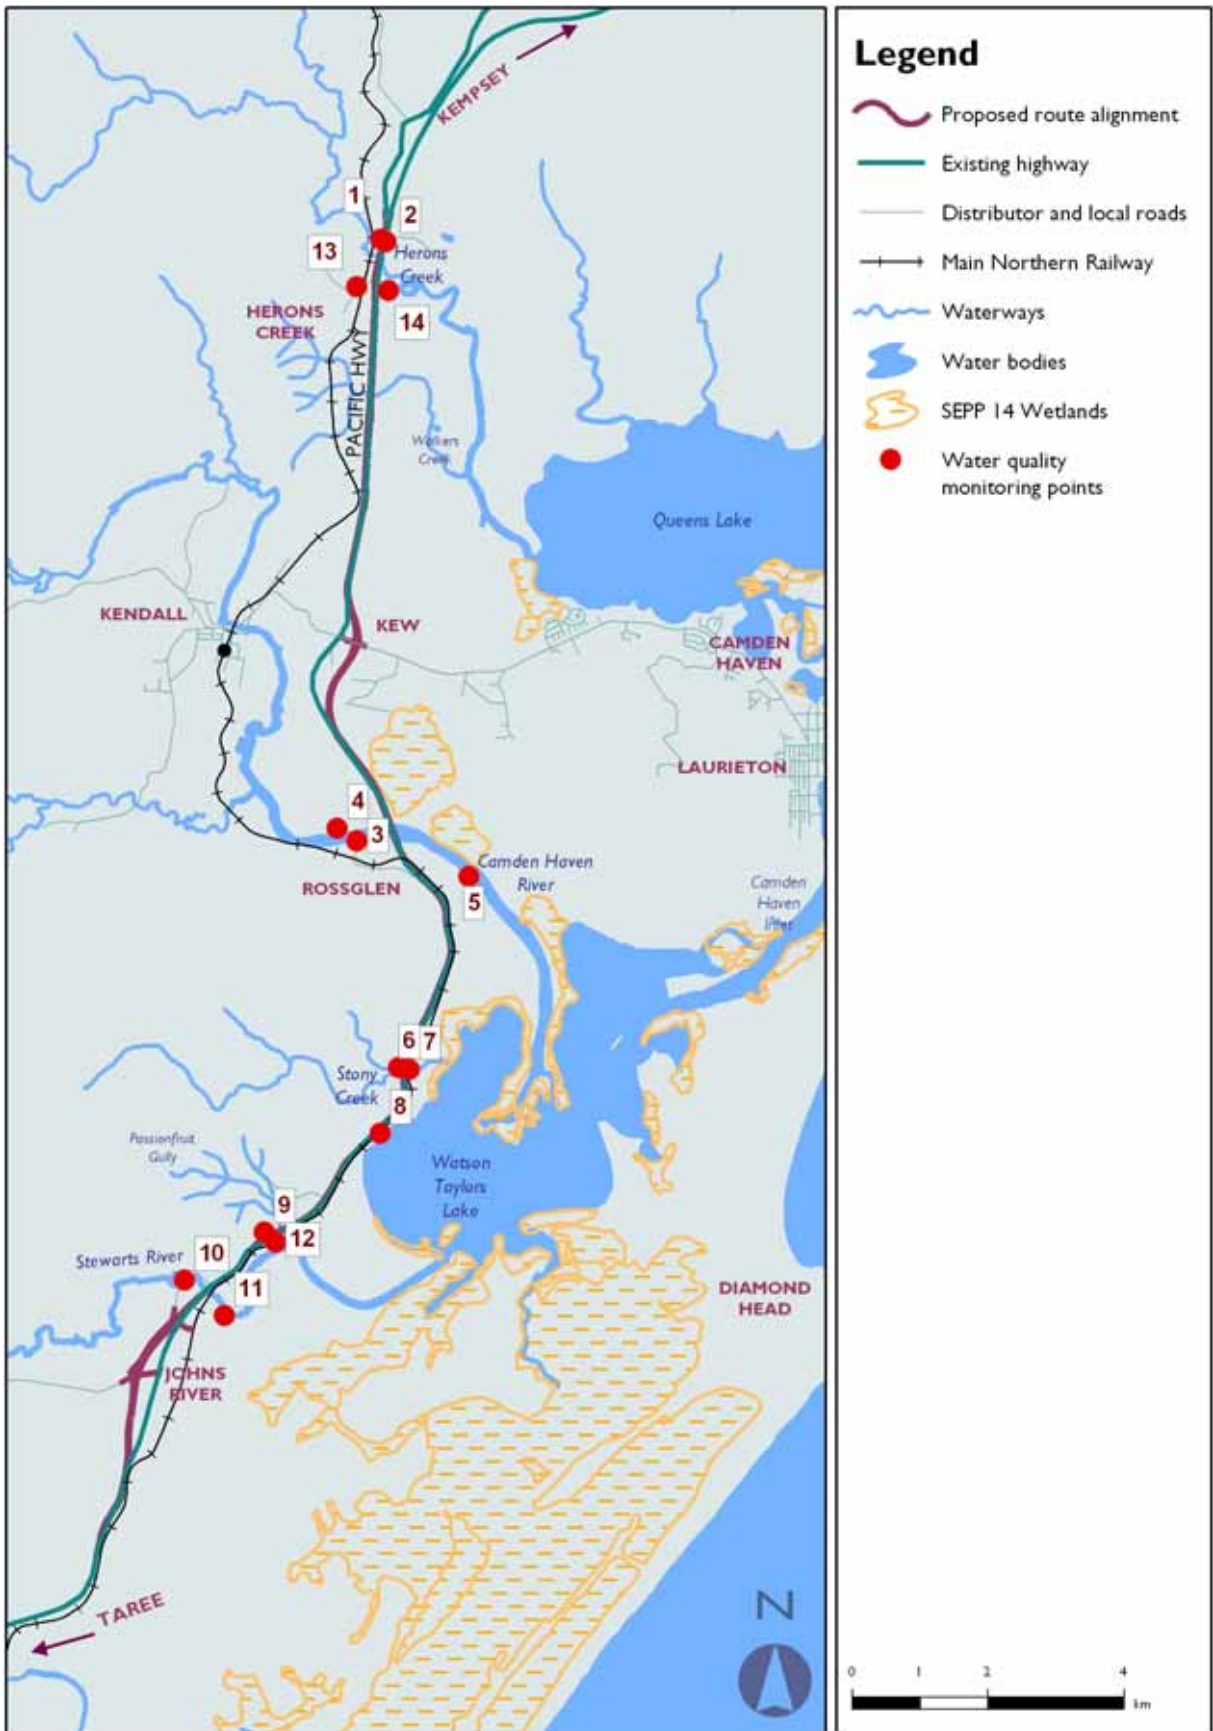 KEMPSEY
1
2
13
Herons
Creek
HERONS
CREEK
14
PACIFIC HWY
Walkers
Creek
Queens Lake
KENDALL
KEW
CAMDEN
HAVEN
LAURIETON
4
3
Camden Haven
River
ROSSGLEN
5
Camden
Haven
Inlet
6 7
Stony
Creek
8
Passionfruit
Gully
Watson
Taylors
Lake
9
12
Stewarts River
10
11
DIAMOND
HEAD
JOHNS
RIVER
TAREE
N
Legend
Proposed route alignment
Existing highway
Distributor and local roads
Main Northern Railway
Waterways
Water bodies
SEPP 14 Wetlands
Water quality
monitoring points
0 1 2 4
km